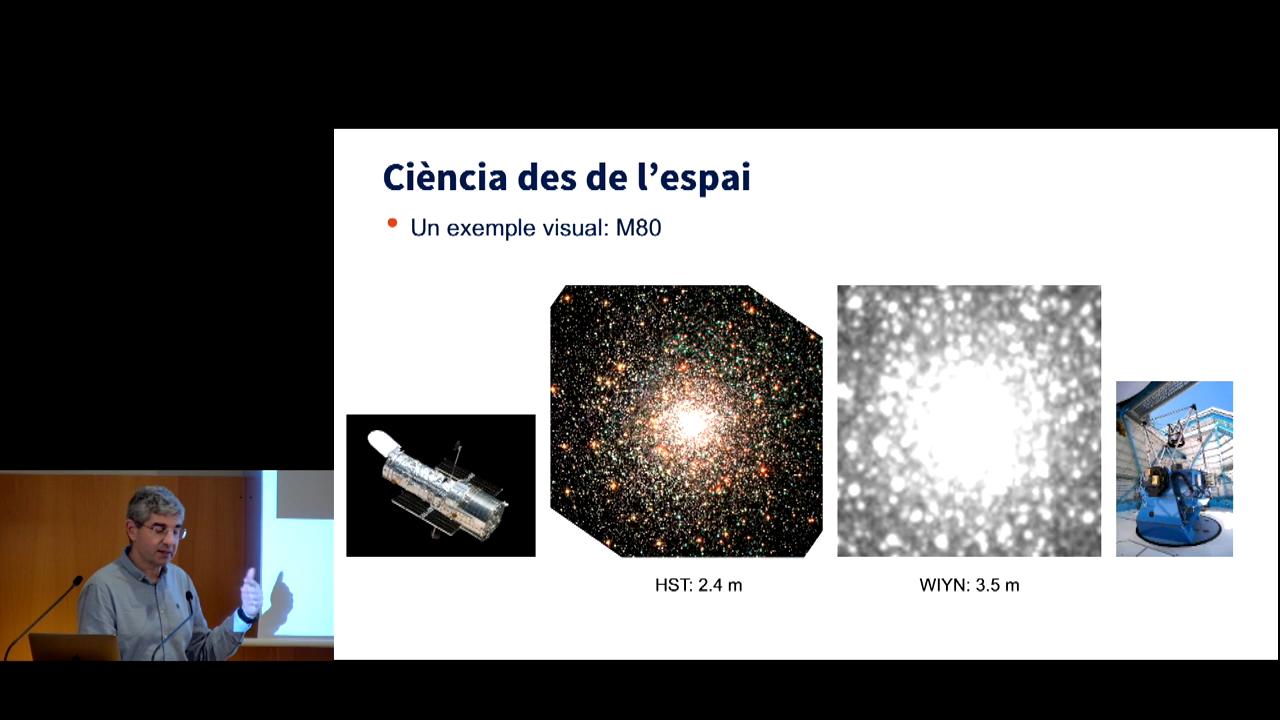 Ciència des de l’espai
Un exemple visual: M80
HST: 2.4 m
WIYN: 3.5 m